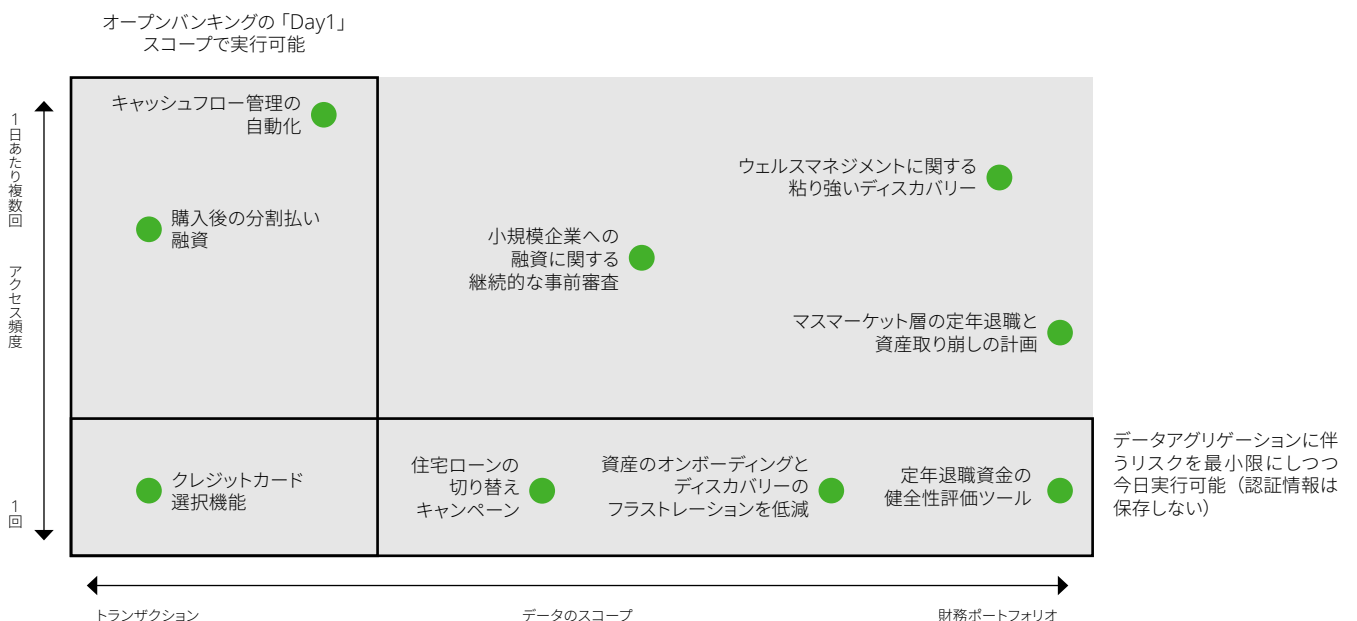 オープンバンキングの「Day1」
スコープで実行可能
キャッシュフロー管理の
自動化
購入後の分割払い
融資
ウェルスマネジメントに関する
粘り強いディスカバリー
小規模企業への
融資に関する
継続的な事前審査
マスマーケット層の定年退職と
資産取り崩しの計画
1日あたり複数回
アクセス頻度
1回
クレジットカード
選択機能
住宅ローンの
切り替え
キャンペーン
資産のオンボーディングと
ディスカバリーの
フラストレーションを低減
定年退職資金の
健全性評価ツール
データアグリゲーションに伴
うリスクを最小限にしつつ
今日実行可能（認証情報は
保存しない）
トランザクション
データのスコープ
財務ポートフォリオ